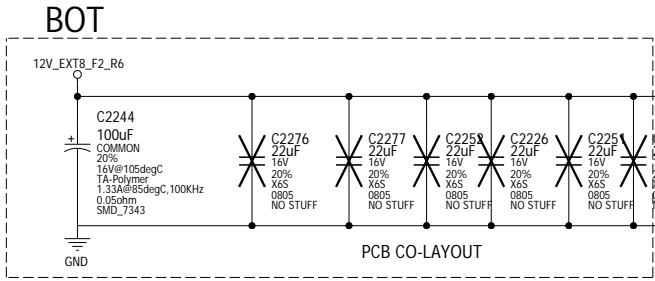 BOT
12V_EXT8_F2_R6
C2244
100uF
COMMON
20%
16V@105degC
TA-Polymer
1.33A@85degC,100KHz
0.05ohm
SMD_7343
+
C2276
22uF
16V
20%
X6S
0805
NO STUFF
C2277
22uF
16V
20%
X6S
0805
NO STUFF
C2252
22uF
16V
20%
X6S
0805
NO STUFF
C2226
22uF
16V
20%
X6S
0805
NO STUFF
C2251
22uF
16V
20%
X6S
0805
NO STUFF
GND
PCB CO-LAYOUT